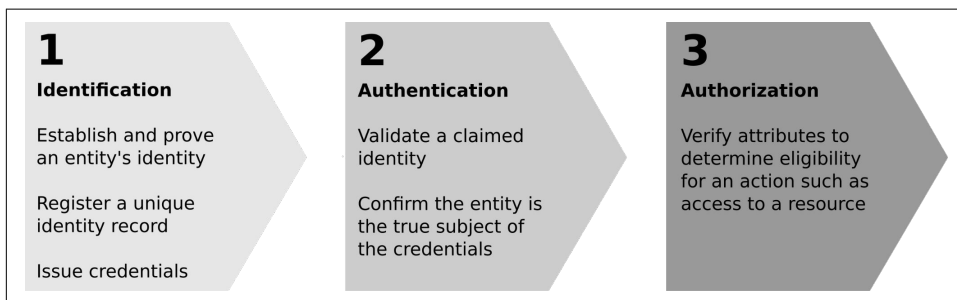 1
Identification
Establish and prove
an entity's identity
Register a unique
identity record
Issue credentials
2
Authentication
Validate a claimed
identity
Confirm the entity is
the true subject of
the credentials
3
Authorization
Verify attributes to
determine eligibility
for an action such as
access to a resource